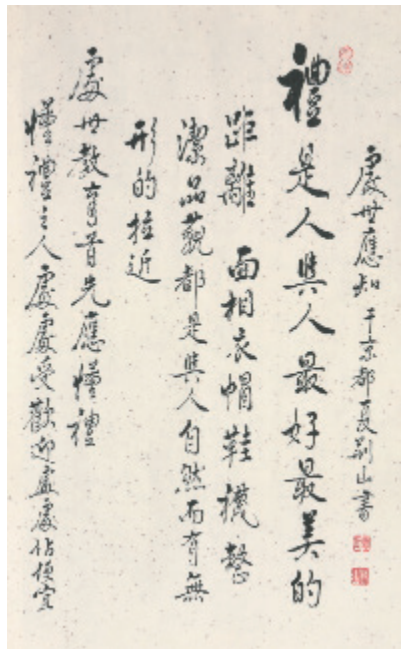 處世應知 于京都夏荊山書
禮是人與人最好最美的
距離 面相衣帽鞋襪整
潔品觀都是與人自然而有無
形的拉近
處世教育首先應懂禮
懂禮之人處處受歡迎處處佔便宜